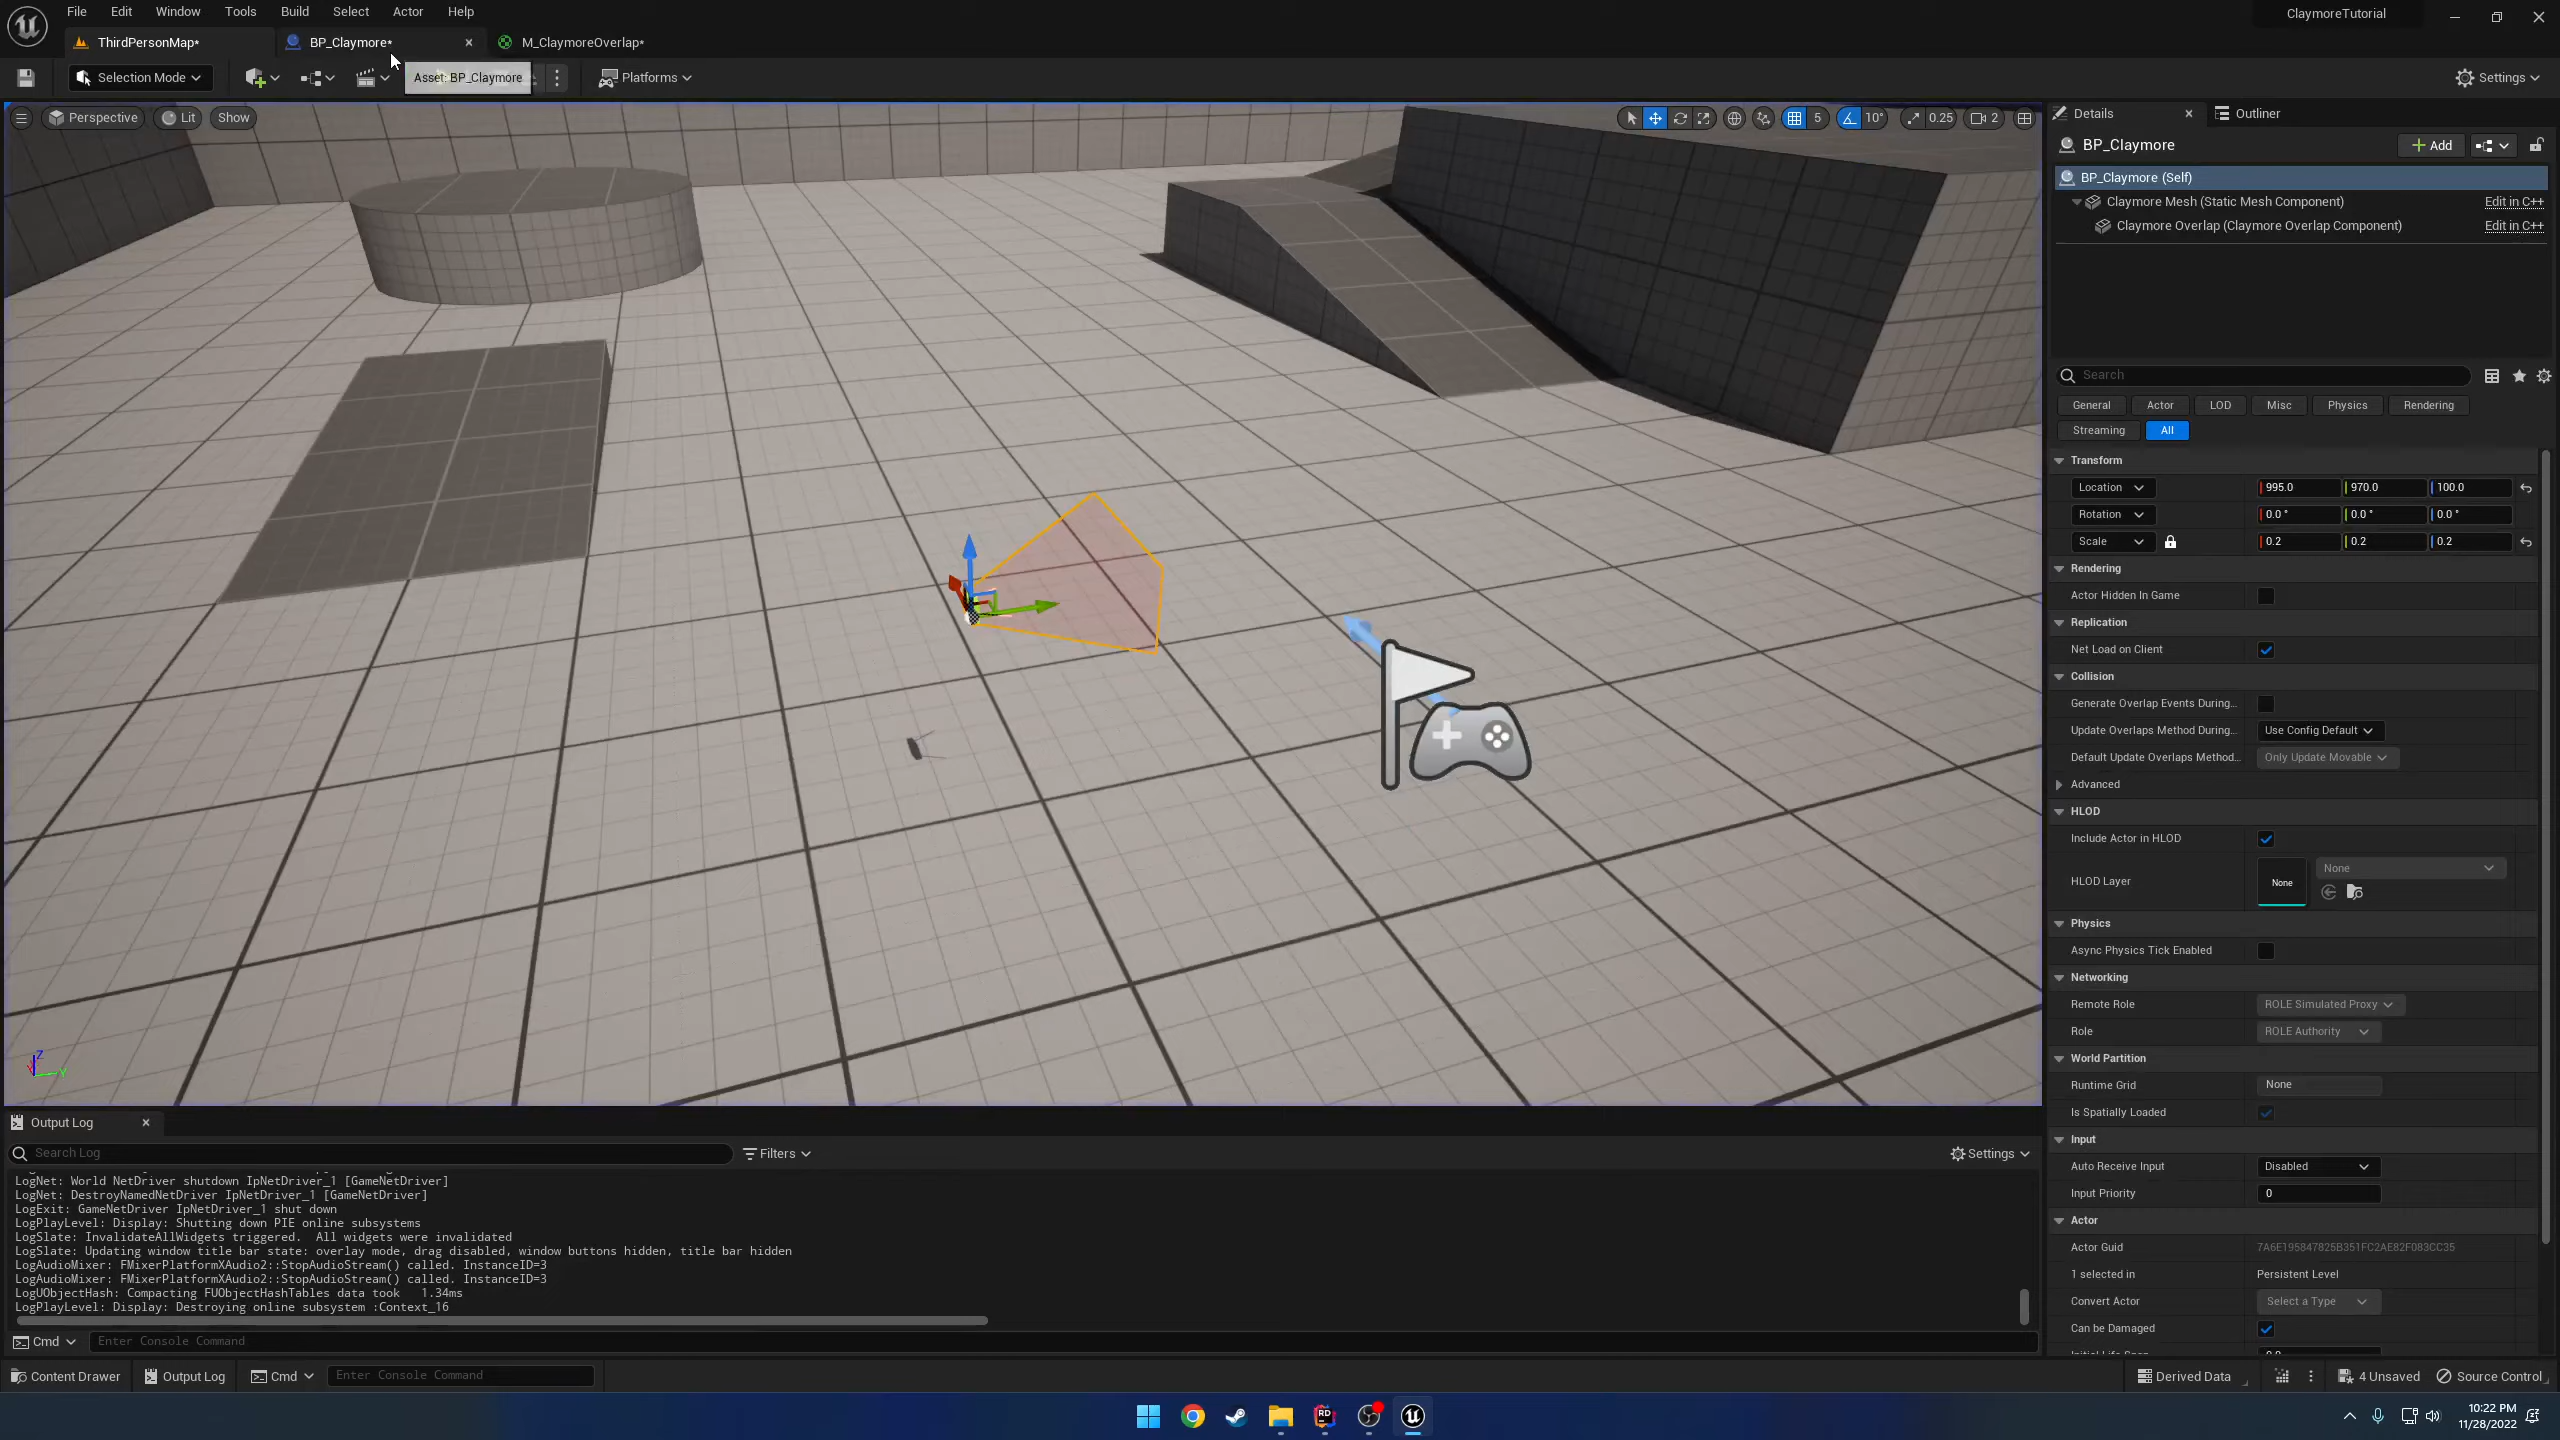 File Edit Window Tools Build Select Actor Help
ClaymoreTutorial
ThirdPersonMap* BP_Claymore* M_ClaymoreOverlap*
Selection Mode Asset: BP_Claymore Platforms Settings
Perspective Lit Show 5 10° 0.25 2
Details Outliner
BP_Claymore Add
BP_Claymore (Self)
Claymore Mesh (Static Mesh Component) Edit in C++
Claymore Overlap (Claymore Overlap Component) Edit in C++
Search
General Actor LOD Misc Physics Rendering
Streaming All
Transform
Location 995.0 970.0 100.0
Rotation 0.0 ° 0.0 ° 0.0 °
Scale 0.2 0.2 0.2
Rendering
Actor Hidden In Game
Replication
Net Load on Client
Collision
Generate Overlap Events During...
Update Overlaps Method During... Use Config Default
Default Update Overlaps Method... Only Update Movable
Advanced
HLOD
Include Actor in HLOD
HLOD Layer None None
Physics
Async Physics Tick Enabled
Networking
Remote Role ROLE Simulated Proxy
Role ROLE Authority
World Partition
Runtime Grid None
Is Spatially Loaded
Input
Auto Receive Input Disabled
Input Priority 0
Actor
Actor Guid 7A6E195847825B351FC2AE82F083CC35
1 selected in Persistent Level
Convert Actor Select a Type
Can be Damaged
Z
X Y
Output Log
Search Log Filters Settings
LogNet: World NetDriver shutdown IpNetDriver_1 [GameNetDriver]
LogNet: DestroyNamedNetDriver IpNetDriver_1 [GameNetDriver]
LogExit: GameNetDriver IpNetDriver_1 shut down
LogPlayLevel: Display: Shutting down PIE online subsystems
LogSlate: InvalidateAllWidgets triggered. All widgets were invalidated
LogSlate: Updating window title bar state: overlay mode, drag disabled, window buttons hidden, title bar hidden
LogAudioMixer: FMixerPlatformXAudio2::StopAudioStream() called. InstanceID=3
LogAudioMixer: FMixerPlatformXAudio2::StopAudioStream() called. InstanceID=3
LogUObjectHash: Compacting FUObjectHashTables data took 1.34ms
LogPlayLevel: Display: Destroying online subsystem :Context_16
Cmd Enter Console Command
Content Drawer Output Log Cmd Enter Console Command Derived Data 4 Unsaved Source Control
RD
10:22 PM
11/28/2022